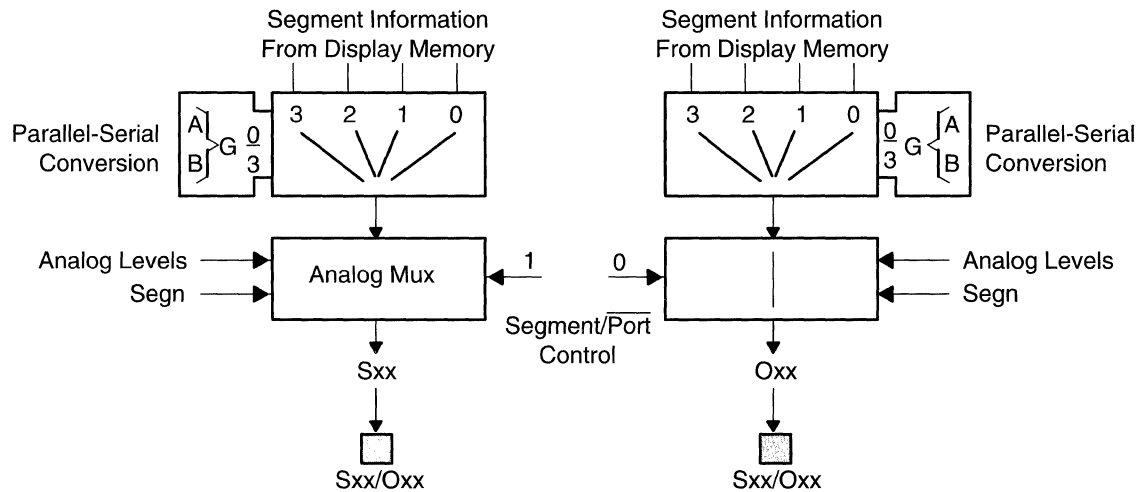 Segment Information
From Display Memory
Segment Information
From Display Memory
3 2 1 0
3 2 1 0
A
B
G
0
3
Parallel-Serial
Conversion
0
3
G
A
B
Parallel-Serial
Conversion
Analog Levels
Segn
Analog Mux
1
0
Analog Levels
Segn
Segment/Port
Control
Sxx
Oxx
Sxx/Oxx
Sxx/Oxx